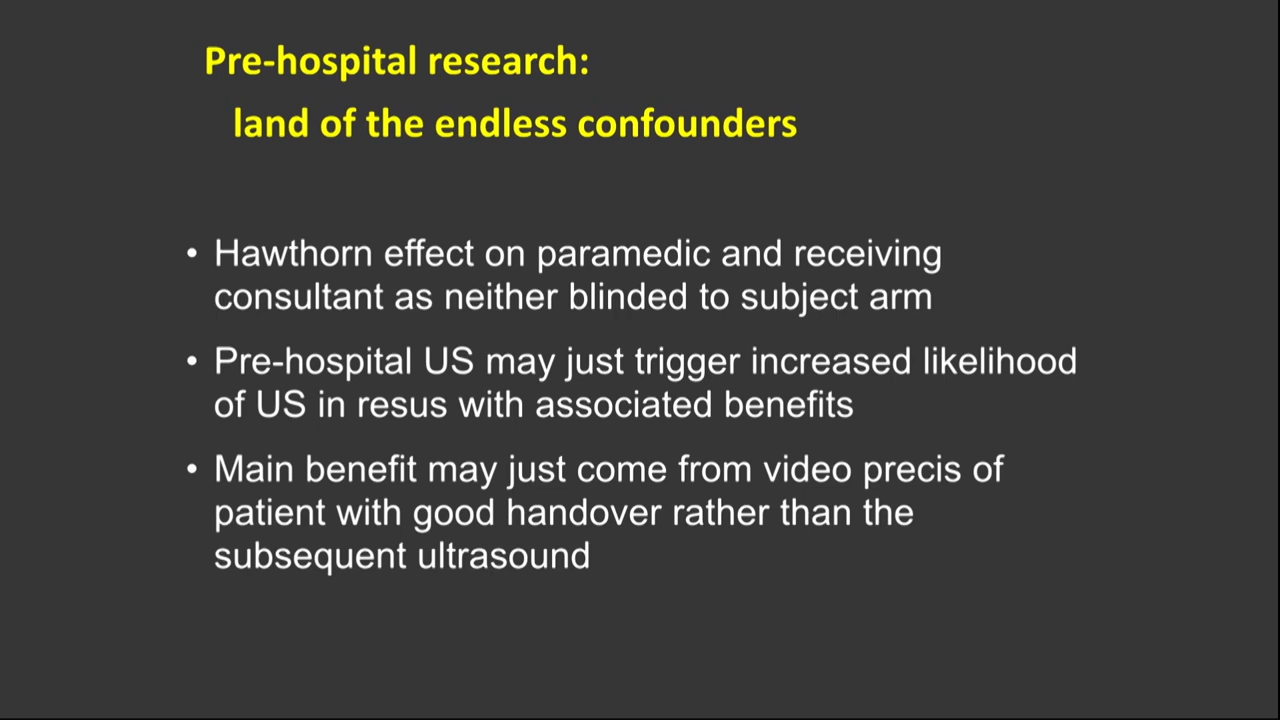 Pre-hospital research:
land of the endless confounders
• Hawthorn effect on paramedic and receiving
consultant as neither blinded to subject arm
• Pre-hospital US may just trigger increased likelihood
of US in resus with associated benefits
• Main benefit may just come from video precis of
patient with good handover rather than the
subsequent ultrasound